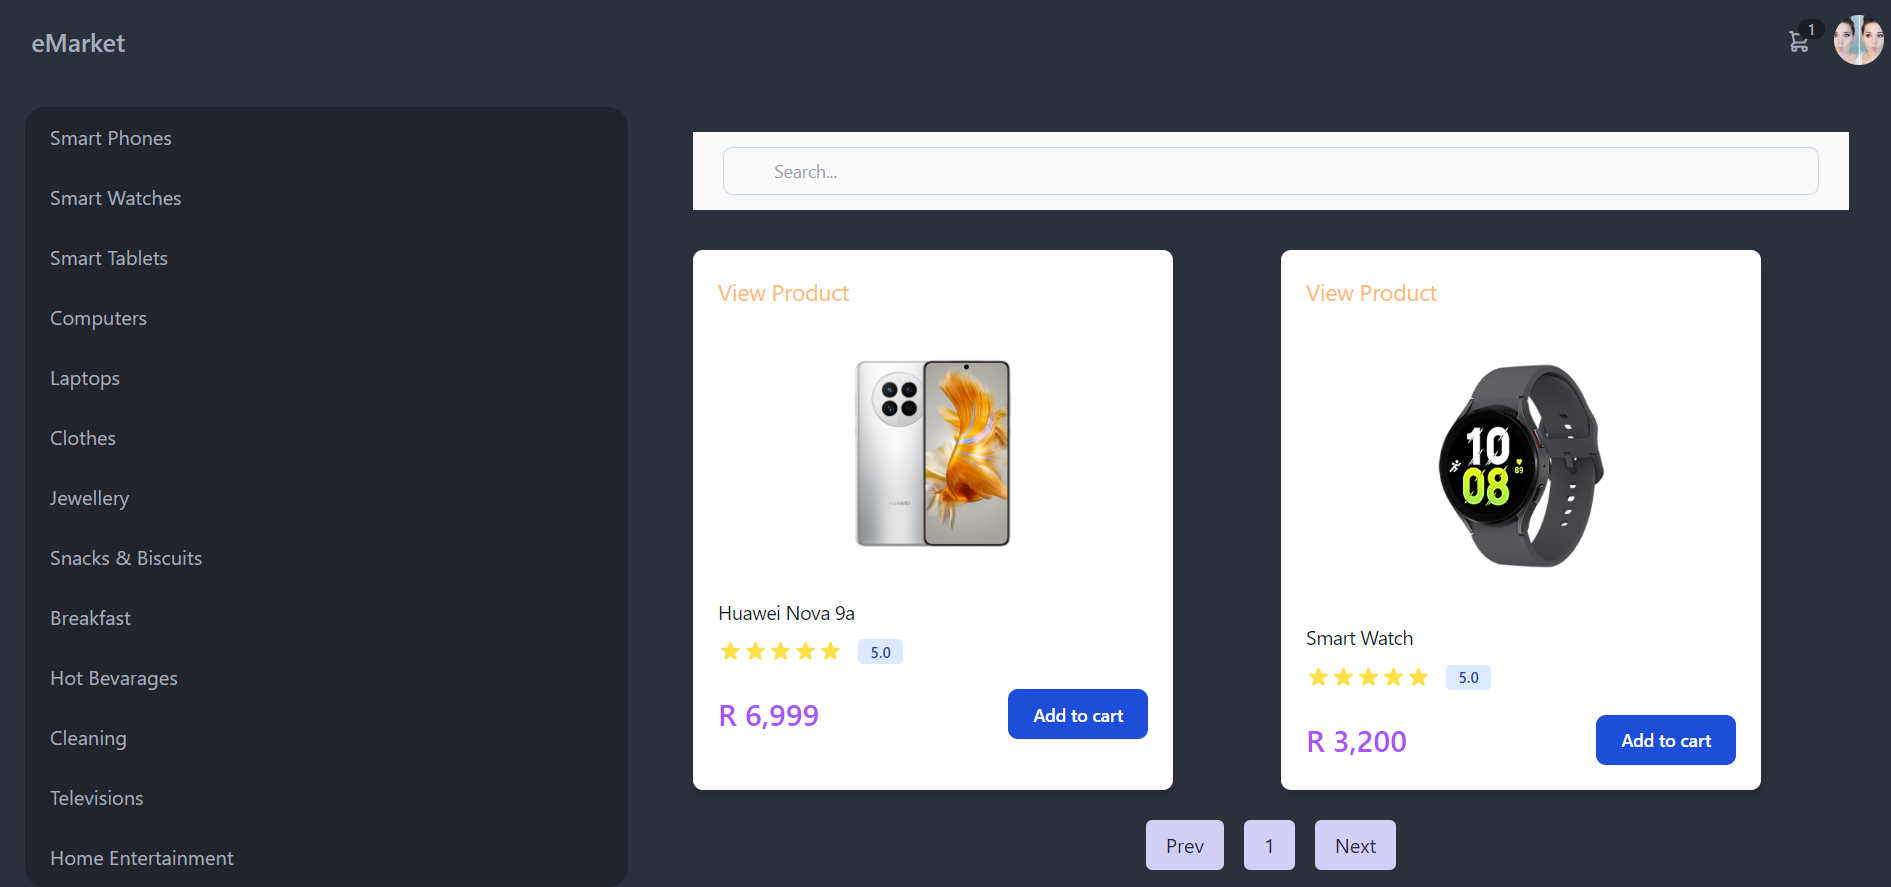 eMarket
1
Smart Phones
Smart Watches
Smart Tablets
Computers
Laptops
Clothes
Jewellery
Snacks & Biscuits
Breakfast
Hot Bevarages
Cleaning
Televisions
Home Entertainment
Search...
View Product
HUAWEI
Huawei Nova 9a
5.0
R 6,999
Add to cart
View Product
10
08
89
Smart Watch
5.0
R 3,200
Add to cart
Prev
1
Next